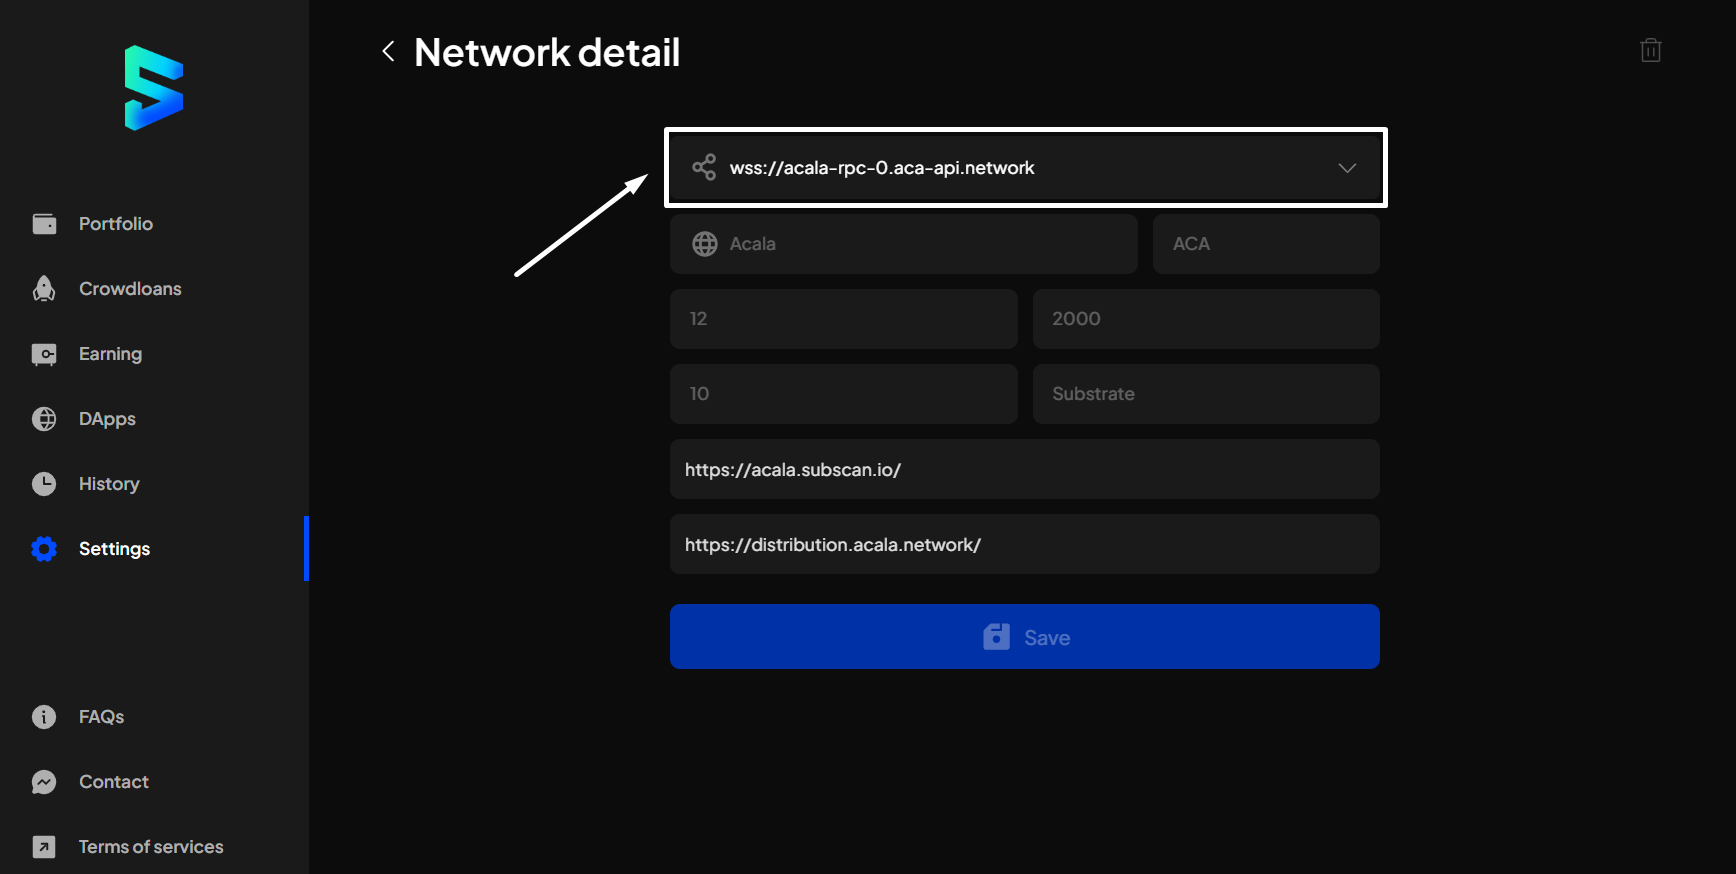 Network detail
Portfolio
Crowdloans
Earning
DApps
History
Settings
FAQs
Contact
Terms of services
wss://acala-rpc-0.aca-api.network
Acala
ACA
12
2000
10
Substrate
https://acala.subscan.io/
https://distribution.acala.network/
Save